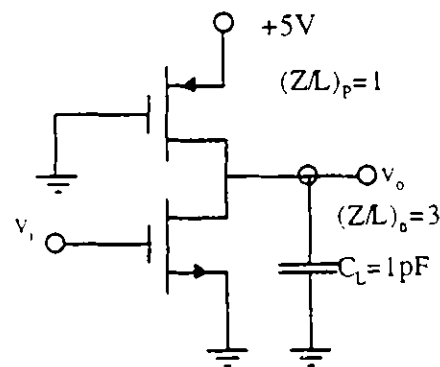 +5V
(Z/L)P=1
VI
Vo
(Z/L)n=3
CL=1pF